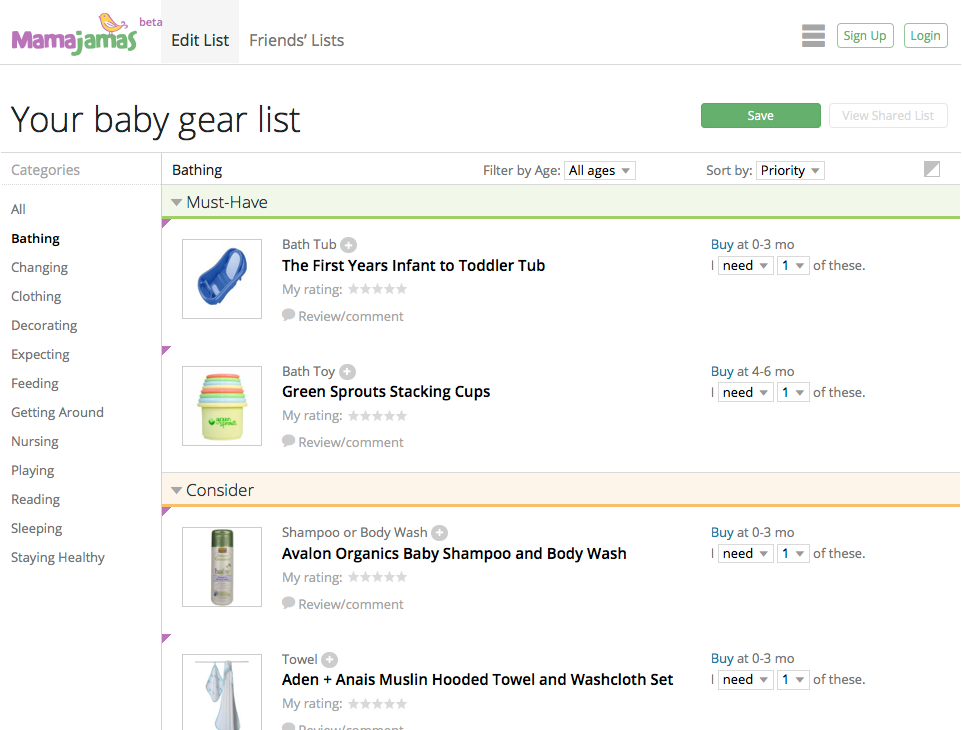 Mamajamas beta
Edit List Friends’ Lists
Sign Up Login
Your baby gear list
Save View Shared List
Categories
All
Bathing
Changing
Clothing
Decorating
Expecting
Feeding
Getting Around
Nursing
Playing
Reading
Sleeping
Staying Healthy
Bathing Filter by Age: All ages Sort by: Priority
Must-Have
Bath Tub
The First Years Infant to Toddler Tub
My rating:
Review/comment
Buy at 0-3 mo
I need 1 of these.
Bath Toy
Green Sprouts Stacking Cups
My rating:
Review/comment
Buy at 4-6 mo
I need 1 of these.
green
sprouts
Consider
Shampoo or Body Wash
Avalon Organics Baby Shampoo and Body Wash
My rating:
Review/comment
Buy at 0-3 mo
I need 1 of these.
Towel
Aden + Anais Muslin Hooded Towel and Washcloth Set
My rating:
Review/comment
Buy at 0-3 mo
I need 1 of these.